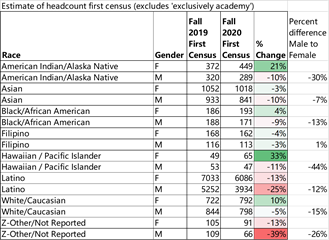 Estimate of headcount first census (excludes 'exclusively academy')
Race Gender Fall 2019 First Census Fall 2020 First Census % Change Percent difference Male to Female
American Indian/Alaska Native F 372 449 21%
American Indian/Alaska Native M 320 289 -10% -30%
Asian F 1052 1018 -3%
Asian M 933 841 -10% -7%
Black/African American F 186 193 4%
Black/African American M 188 171 -9% -13%
Filipino F 168 162 -4%
Filipino M 116 113 -3% 1%
Hawaiian / Pacific Islander F 49 65 33%
Hawaiian / Pacific Islander M 53 47 -11% -44%
Latino F 7033 6086 -13%
Latino M 5252 3934 -25% -12%
White/Caucasian F 722 792 10%
White/Caucasian M 844 798 -5% -15%
Z-Other/Not Reported F 105 91 -13%
Z-Other/Not Reported M 109 66 -39% -26%